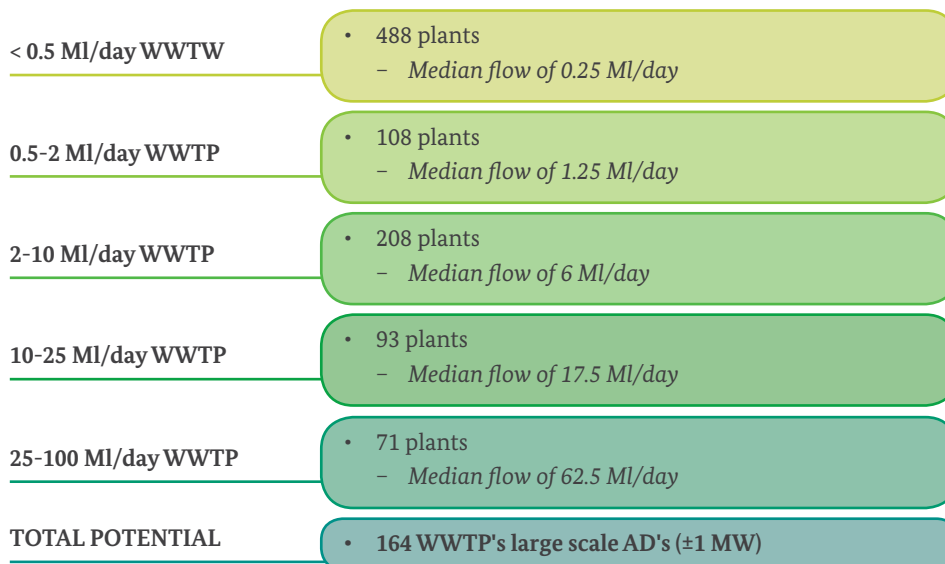 < 0.5 Ml/day WWTW
• 488 plants
– Median flow of 0.25 Ml/day
0.5-2 Ml/day WWTP
• 108 plants
– Median flow of 1.25 Ml/day
2-10 Ml/day WWTP
• 208 plants
– Median flow of 6 Ml/day
10-25 Ml/day WWTP
• 93 plants
– Median flow of 17.5 Ml/day
25-100 Ml/day WWTP
• 71 plants
– Median flow of 62.5 Ml/day
TOTAL POTENTIAL
• 164 WWTP's large scale AD's (±1 MW)